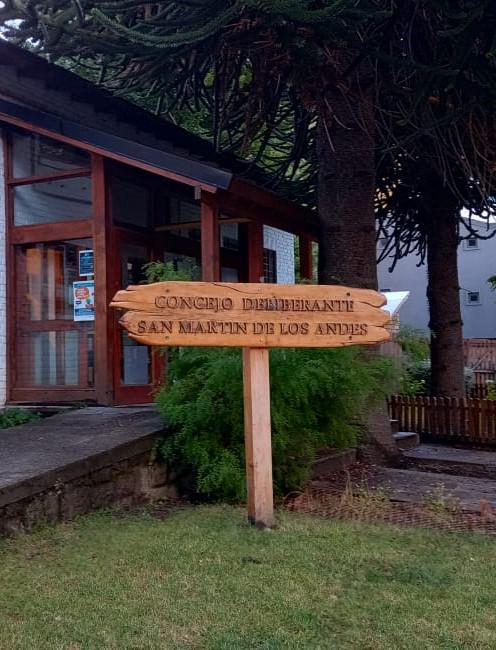 CONCEJO DELIBERANTE
SAN MARTIN DE LOS ANDES